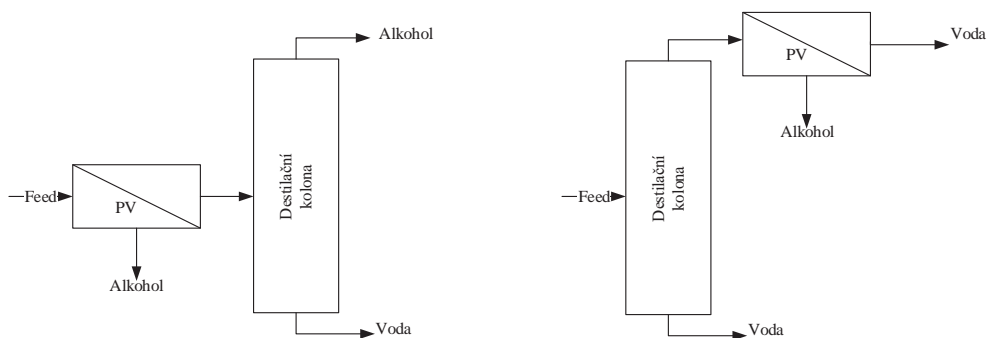 Alkohol
Destilační
kolona
Feed
PV
Alkohol
Voda
Voda
PV
Alkohol
Destilační
kolona
Feed
Voda